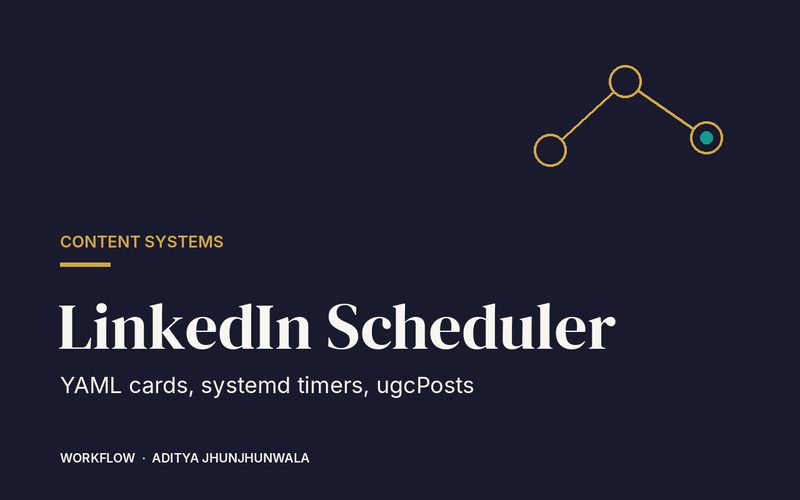 CONTENT SYSTEMS
LinkedIn Scheduler
YAML cards, systemd timers, ugcPosts
WORKFLOW · ADITYA JHUNJHUNWALA